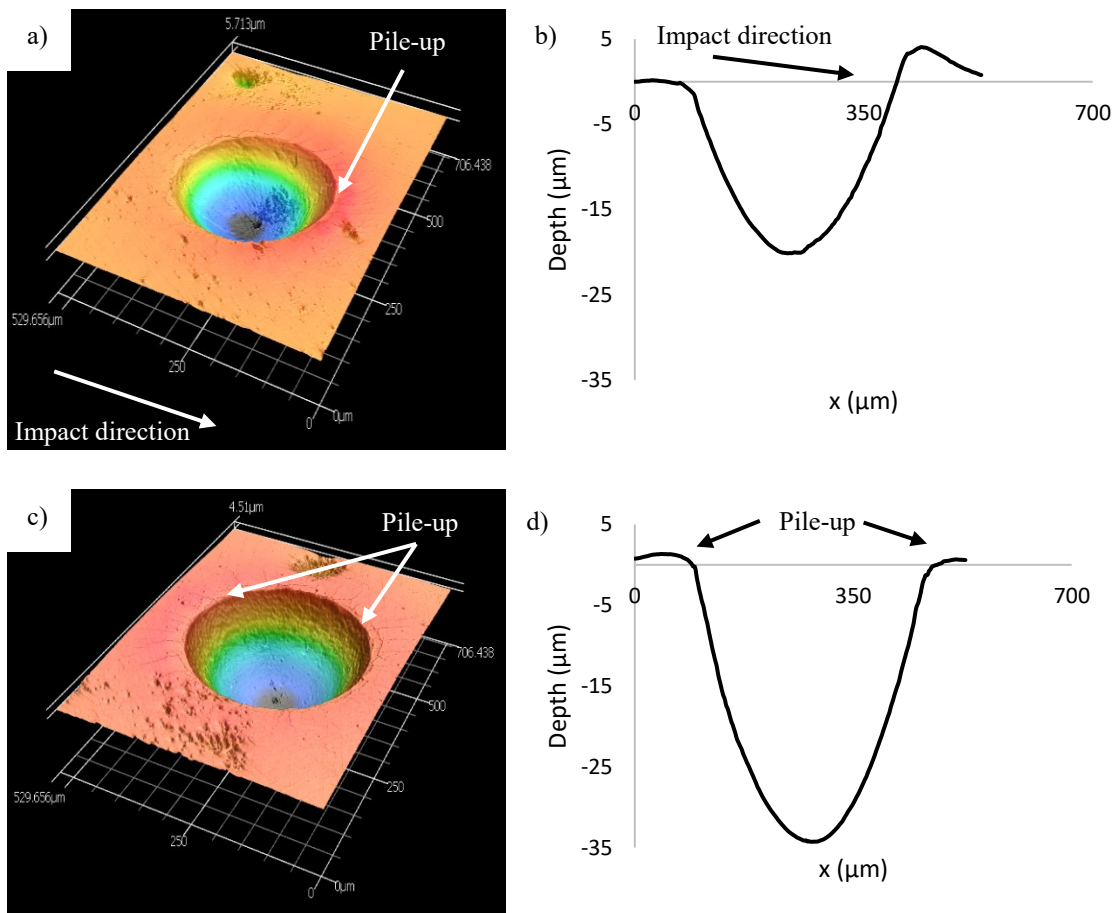 a)
5.713µm
Pile-up
706.438
500
250
529.656µm
250
0
0µm
Impact direction
b)
Impact direction
5
0
350
700
-5
-15
-25
-35
Depth (µm)
x (µm)
c)
4.51µm
Pile-up
706.438
500
250
529.656µm
250
0
0µm
d)
Pile-up
5
0
350
700
-5
-15
-25
-35
Depth (µm)
x (µm)